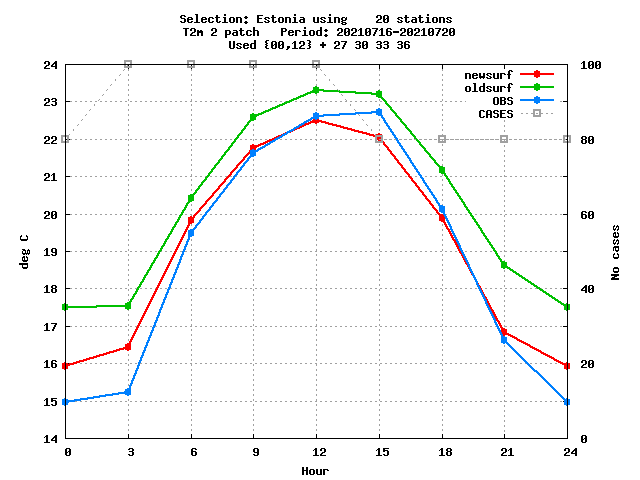 Selection: Estonia using    20 stations
T2m 2 patch   Period: 20210716-20210720
Used {00,12} + 27 30 33 36
newsurf
oldsurf
OBS
CASES
24
23
22
21
20
19
18
17
16
15
14
deg C
100
80
60
40
20
0
No cases
0 3 6 9 12 15 18 21 24
Hour